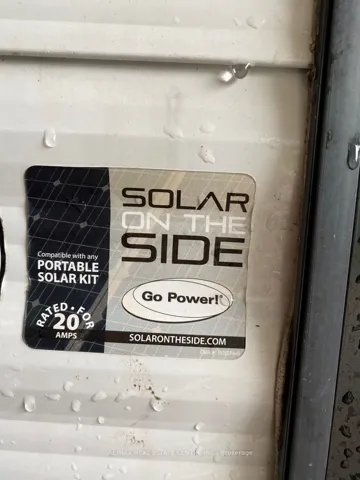 SOLAR
ON THE
SIDE
Compatible with any
PORTABLE
SOLAR KIT
Go Power!
RATED • FOR
20
AMPS
SOLARONTHESIDE.COM